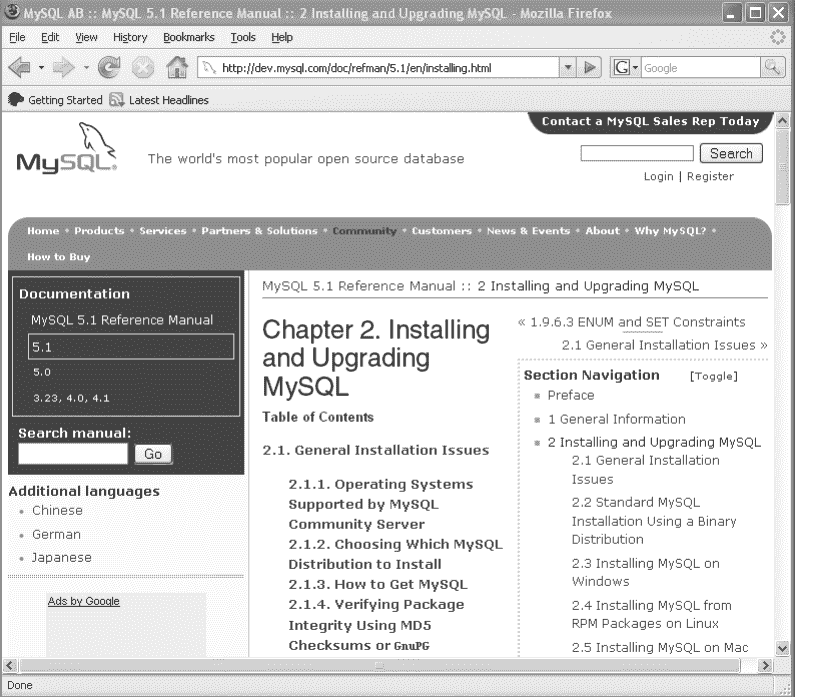 MySQL AB :: MySQL 5.1 Reference Manual :: 2 Installing and Upgrading MySQL - Mozilla Firefox
File Edit View History Bookmarks Tools Help
http://dev.mysql.com/doc/refman/5.1/en/installing.html
G Google
Getting Started Latest Headlines
Contact a MySQL Sales Rep Today
MySQL.
The world's most popular open source database
Search
Login | Register
Home • Products • Services • Partners & Solutions • Community • Customers • News & Events • About • Why MySQL? •
How to Buy
Documentation
MySQL 5.1 Reference Manual
5.1
5.0
3.23, 4.0, 4.1
Search manual:
Go
Additional languages
Chinese
German
Japanese
Ads by Google
MySQL 5.1 Reference Manual :: 2 Installing and Upgrading MySQL
Chapter 2. Installing
and Upgrading
MySQL
Table of Contents
2.1. General Installation Issues
2.1.1. Operating Systems
Supported by MySQL
Community Server
2.1.2. Choosing Which MySQL
Distribution to Install
2.1.3. How to Get MySQL
2.1.4. Verifying Package
Integrity Using MD5
Checksums or GnuPG
« 1.9.6.3 ENUM and SET Constraints
2.1 General Installation Issues »
Section Navigation [Toggle]
Preface
1 General Information
2 Installing and Upgrading MySQL
2.1 General Installation
Issues
2.2 Standard MySQL
Installation Using a Binary
Distribution
2.3 Installing MySQL on
Windows
2.4 Installing MySQL from
RPM Packages on Linux
2.5 Installing MySQL on Mac
Done